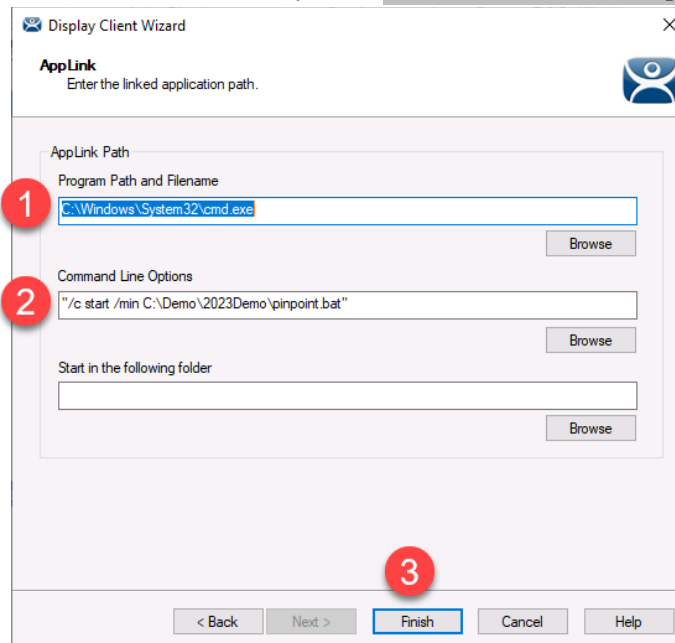 Display Client Wizard
AppLink
Enter the linked application path.
AppLink Path
Program Path and Filename
1
C:\Windows\System32\cmd.exe
Browse
Command Line Options
2
"/c start /min C:\Demo\2023Demo\pinpoint.bat"
Browse
Start in the following folder
Browse
3
< Back Next > Finish Cancel Help